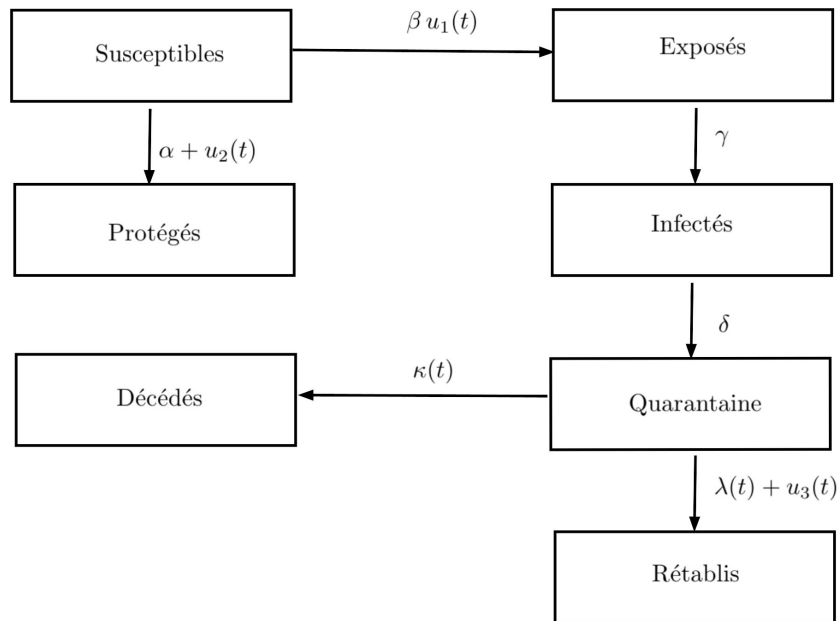 Susceptibles
β u₁(t)
Exposés
α + u₂(t)
γ
Protégés
Infectés
δ
Décédés
κ(t)
Quarantaine
λ(t) + u₃(t)
Rétablis